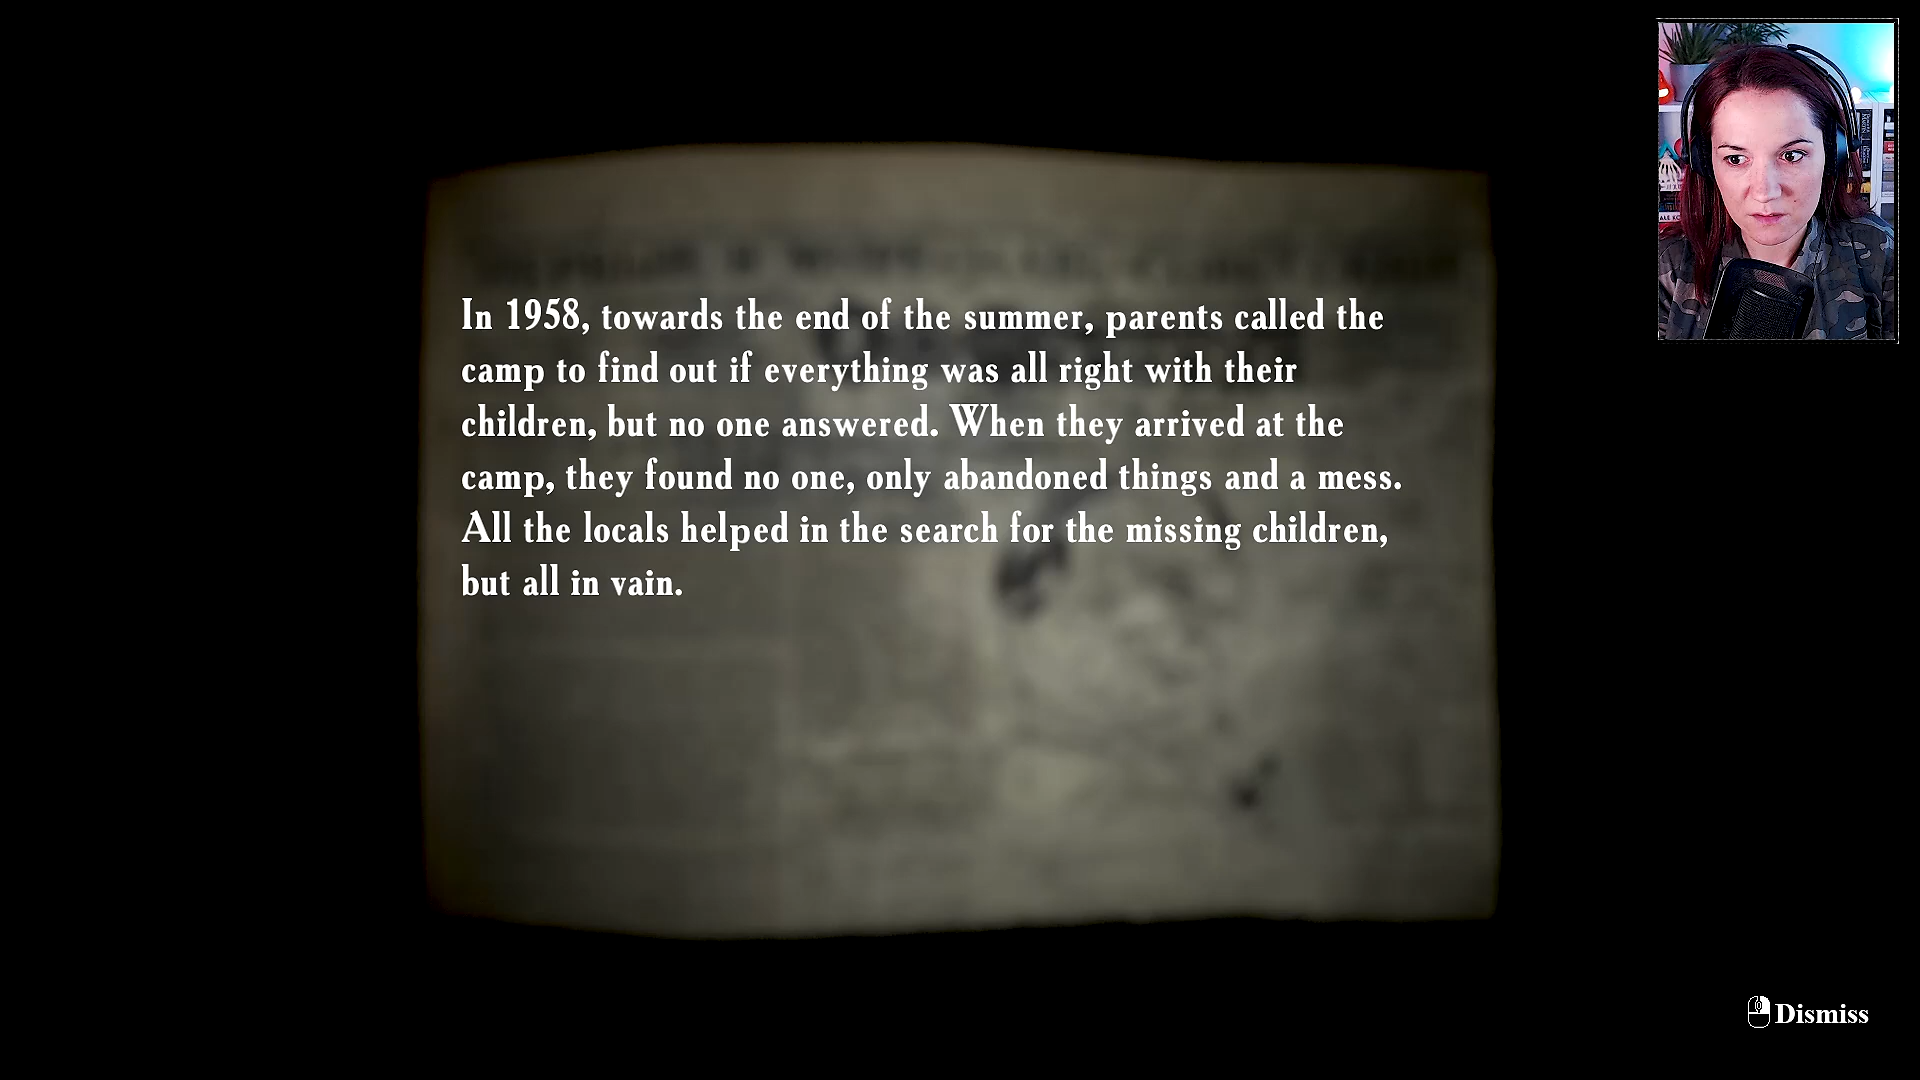 In 1958, towards the end of the summer, parents called the
camp to find out if everything was all right with their
children, but no one answered. When they arrived at the
camp, they found no one, only abandoned things and a mess.
All the locals helped in the search for the missing children,
but all in vain.
Dismiss